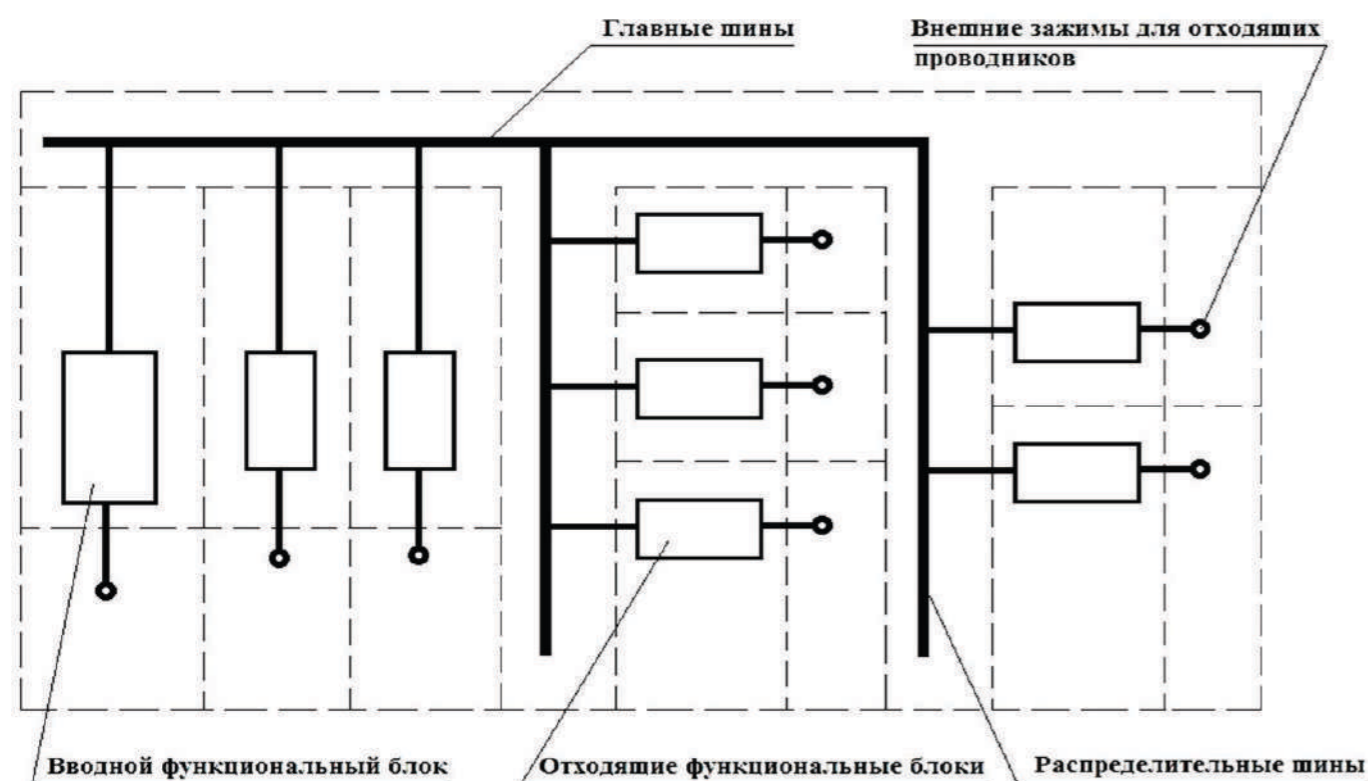 Главные шины
Внешние зажимы для отходящих
проводников
Вводной функциональный блок
Отходящие функциональные блоки
Распределительные шины